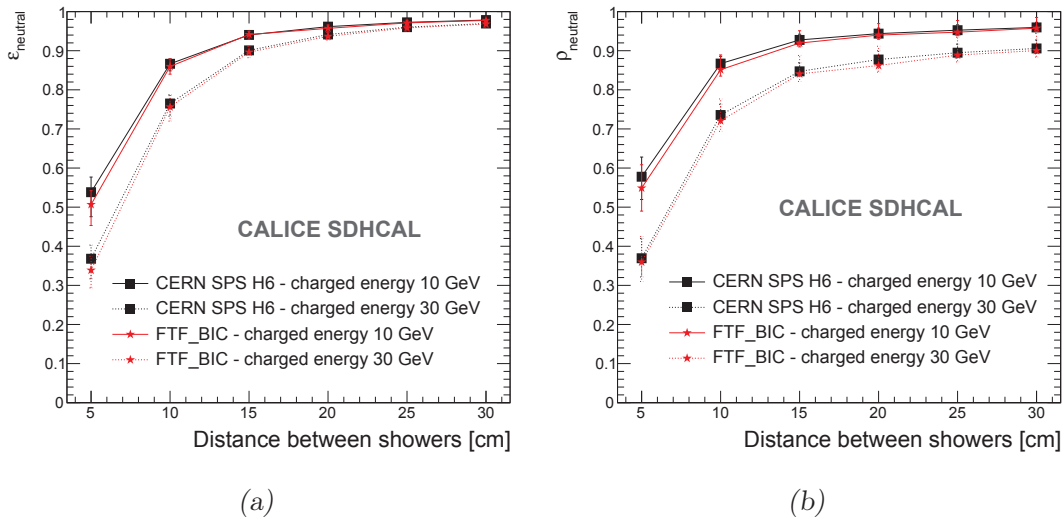 ε_neutral
1
0.9
0.8
0.7
0.6
0.5
0.4
0.3
0.2
0.1
0
CALICE SDHCAL
CERN SPS H6 - charged energy 10 GeV
CERN SPS H6 - charged energy 30 GeV
FTF_BIC - charged energy 10 GeV
FTF_BIC - charged energy 30 GeV
5 10 15 20 25 30
Distance between showers [cm]
(a)
ρ_neutral
1
0.9
0.8
0.7
0.6
0.5
0.4
0.3
0.2
0.1
0
CALICE SDHCAL
CERN SPS H6 - charged energy 10 GeV
CERN SPS H6 - charged energy 30 GeV
FTF_BIC - charged energy 10 GeV
FTF_BIC - charged energy 30 GeV
5 10 15 20 25 30
Distance between showers [cm]
(b)